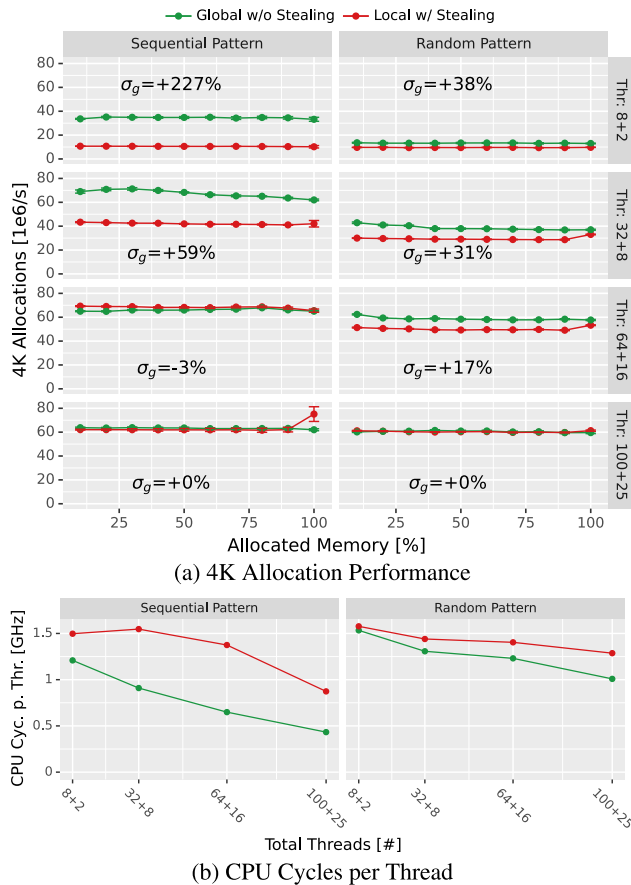 Global w/o Stealing Local w/ Stealing
Sequential Pattern Random Pattern
4K Allocations [1e6/s]
80
60
40
20
0
σg=+227%
σg=+38%
Thr: 8+2
80
60
40
20
0
σg=+59%
σg=+31%
Thr: 32+8
80
60
40
20
0
σg=-3%
σg=+17%
Thr: 64+16
80
60
40
20
0
σg=+0%
σg=+0%
Thr: 100+25
25 50 75 100 25 50 75 100
Allocated Memory [%]
(a) 4K Allocation Performance
Sequential Pattern Random Pattern
CPU Cyc. p. Thr. [GHz]
1.5
1
0.5
0
8+2 32+8 64+16 100+25 8+2 32+8 64+16 100+25
Total Threads [#]
(b) CPU Cycles per Thread